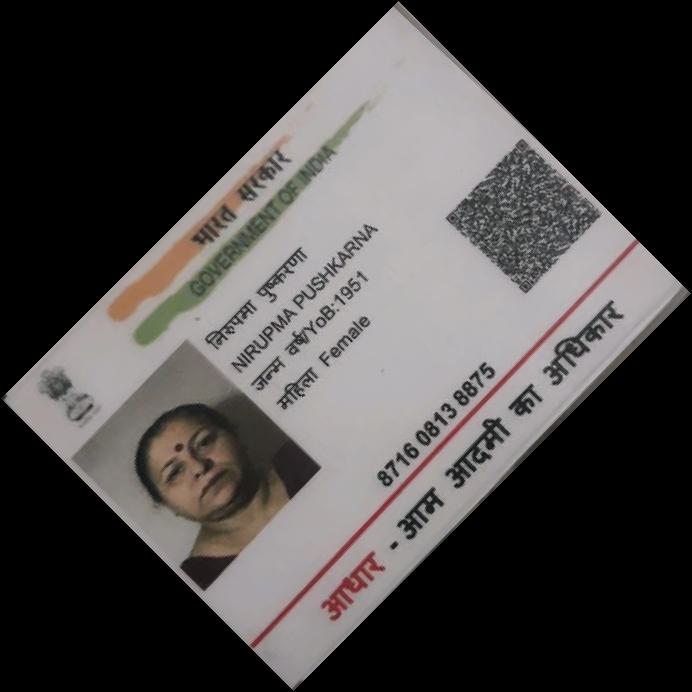 भारत सरकार
GOVERNMENT OF INDIA
निरुपमा पुष्करणा
NIRUPMA PUSHKARNA
जन्म वर्ष/YoB:1951
महिला Female
8716 0813 8875
आधार - आम आदमी का अधिकार